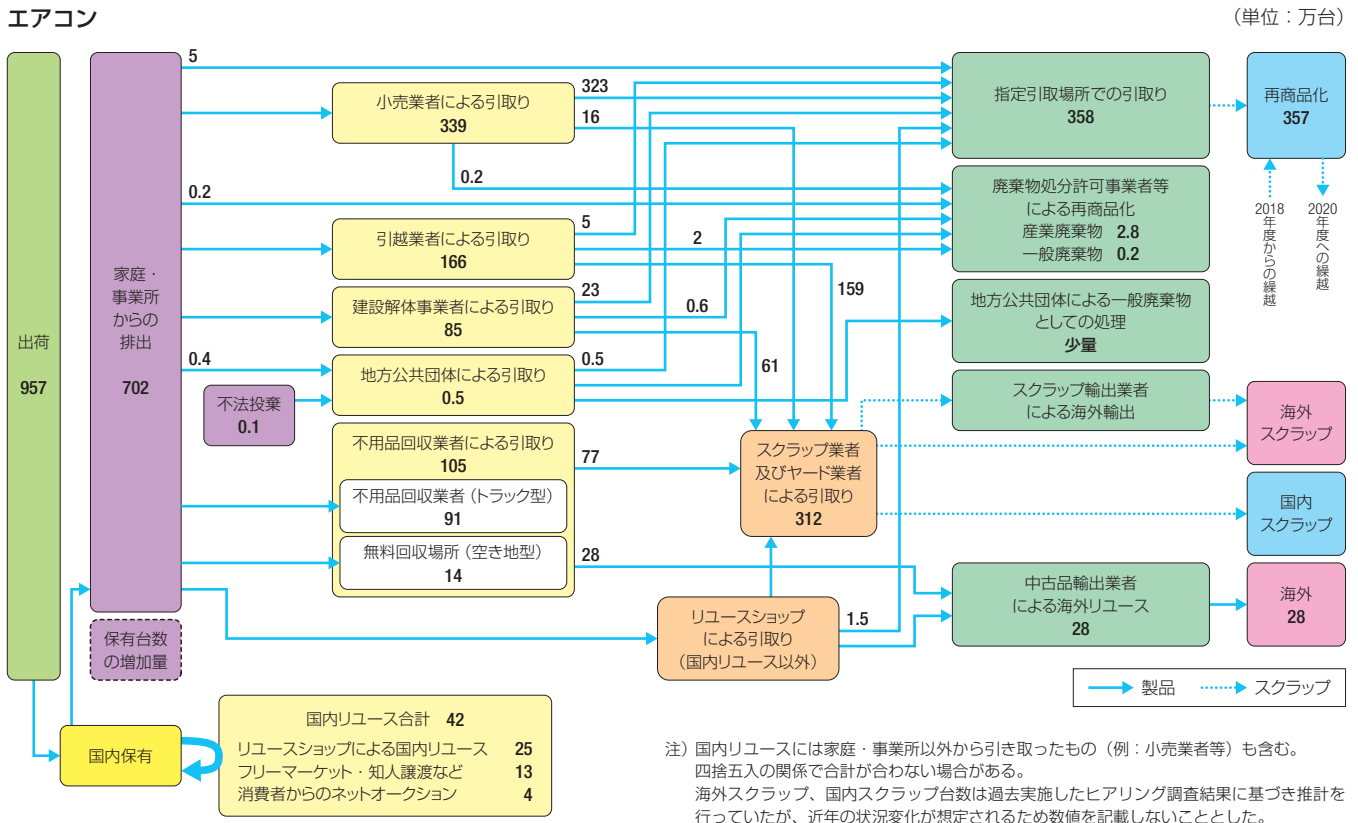 エアコン
(単位：万台)
出荷
957
家庭・
事業所
からの
排出
702
保有台数
の増加量
国内保有
5
小売業者による引取り
339
323
16
0.2
0.2
引越業者による引取り
166
5
2
159
建設解体事業者による引取り
85
23
0.6
61
0.4
地方公共団体による引取り
0.5
0.5
不法投棄
0.1
不用品回収業者による引取り
105
不用品回収業者（トラック型）
91
無料回収場所（空き地型）
14
77
28
スクラップ業者
及びヤード業者
による引取り
312
リユースショップ
による引取り
（国内リユース以外）
1.5
指定引取場所での引取り
358
廃棄物処分許可事業者等
による再商品化
産業廃棄物 2.8
一般廃棄物 0.2
地方公共団体による一般廃棄物
としての処理
少量
スクラップ輸出業者
による海外輸出
中古品輸出業者
による海外リユース
28
再商品化
357
2018年度からの繰越
2020年度への繰越
海外
スクラップ
国内
スクラップ
海外
28
製品
スクラップ
国内リユース合計 42
リユースショップによる国内リユース 25
フリーマーケット・知人譲渡など 13
消費者からのネットオークション 4
注）国内リユースには家庭・事業所以外から引き取ったもの（例：小売業者等）も含む。
四捨五入の関係で合計が合わない場合がある。
海外スクラップ、国内スクラップ台数は過去実施したヒアリング調査結果に基づき推計を
行っていたが、近年の状況変化が想定されるため数値を記載しないこととした。